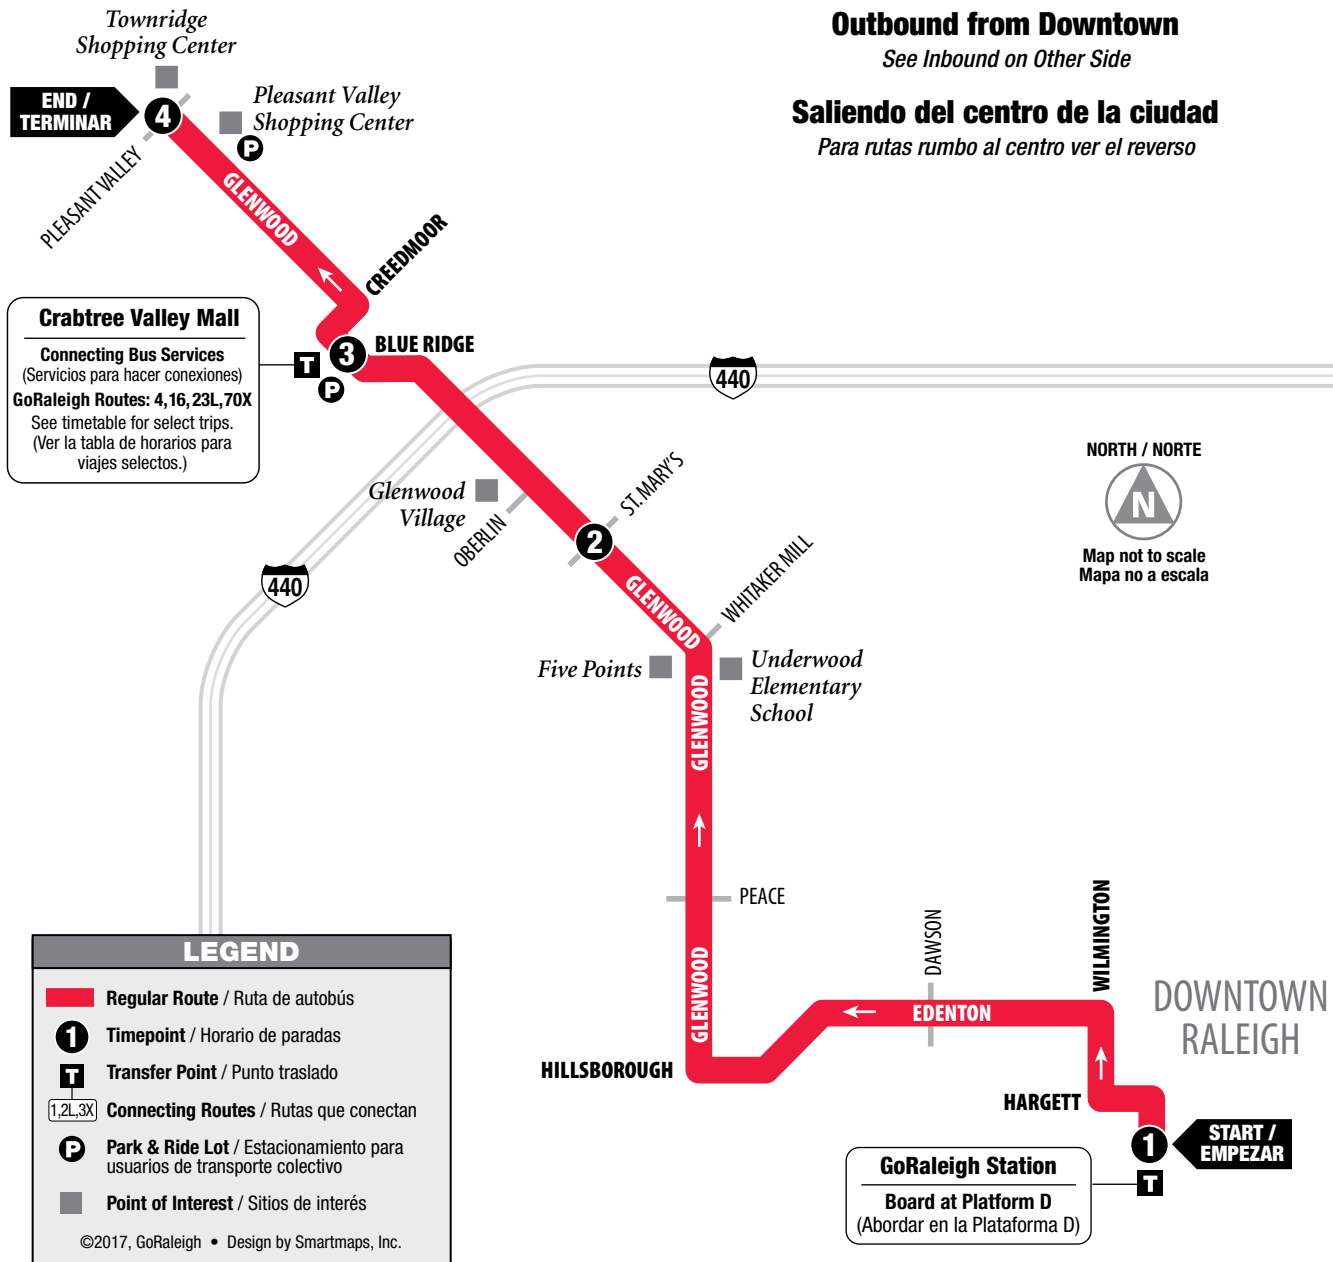 Outbound from Downtown
See Inbound on Other Side
Saliendo del centro de la ciudad
Para rutas rumbo al centro ver el reverso
Townridge
Shopping Center
END /
TERMINAR
4
Pleasant Valley
Shopping Center
P
PLEASANT VALLEY
GLENWOOD
CREEDMOOR
Crabtree Valley Mall
Connecting Bus Services
(Servicios para hacer conexiones)
GoRaleigh Routes: 4,16,23L,70X
See timetable for select trips.
(Ver la tabla de horarios para
viajes selectos.)
T
3
P
BLUE RIDGE
440
NORTH / NORTE
N
Map not to scale
Mapa no a escala
Glenwood
Village
OBERLIN
ST. MARY'S
2
440
GLENWOOD
WHITAKER MILL
Five Points
Underwood
Elementary
School
GLENWOOD
PEACE
GLENWOOD
DAWSON
WILMINGTON
EDENTON
DOWNTOWN
RALEIGH
HILLSBOROUGH
HARGETT
1
START /
EMPEZAR
T
GoRaleigh Station
Board at Platform D
(Abordar en la Plataforma D)
LEGEND
Regular Route / Ruta de autobús
1 Timepoint / Horario de paradas
T Transfer Point / Punto traslado
1,2L,3X Connecting Routes / Rutas que conectan
P Park & Ride Lot / Estacionamiento para
usuarios de transporte colectivo
Point of Interest / Sitios de interés
©2017, GoRaleigh • Design by Smartmaps, Inc.